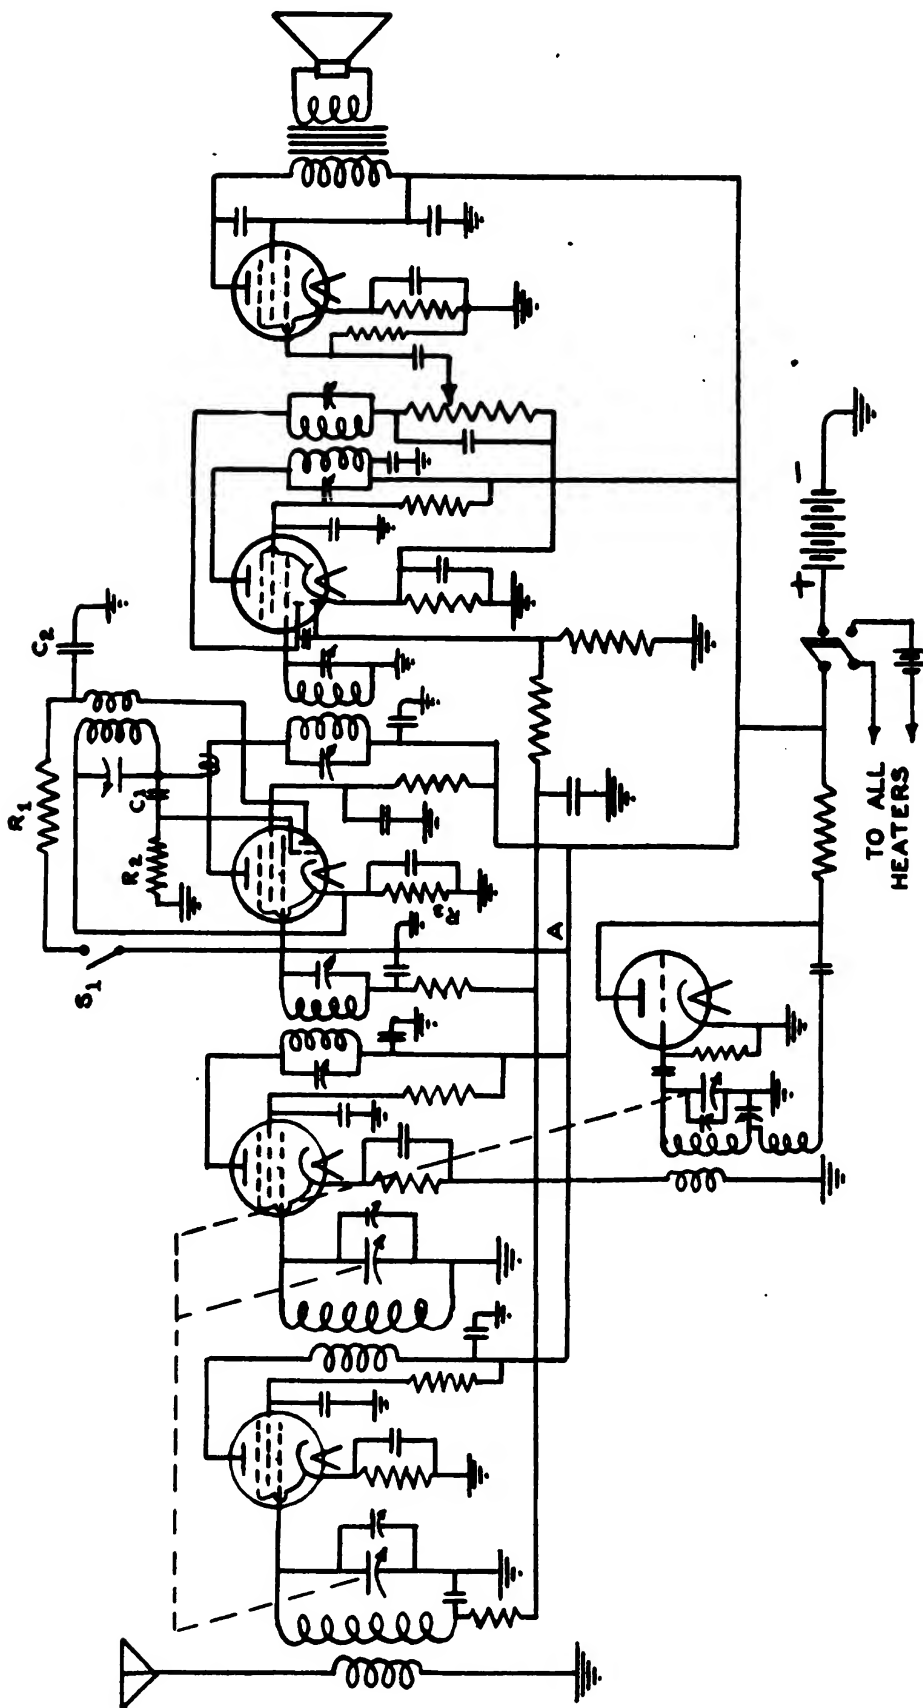 C₂
R₁
C₁
R₂
S₁
R₃
A
+ −
TO ALL
HEATERS